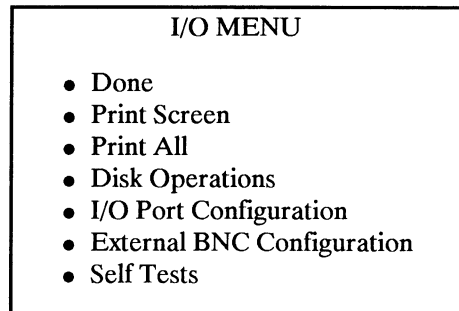 I/O MENU
• Done
• Print Screen
• Print All
• Disk Operations
• I/O Port Configuration
• External BNC Configuration
• Self Tests